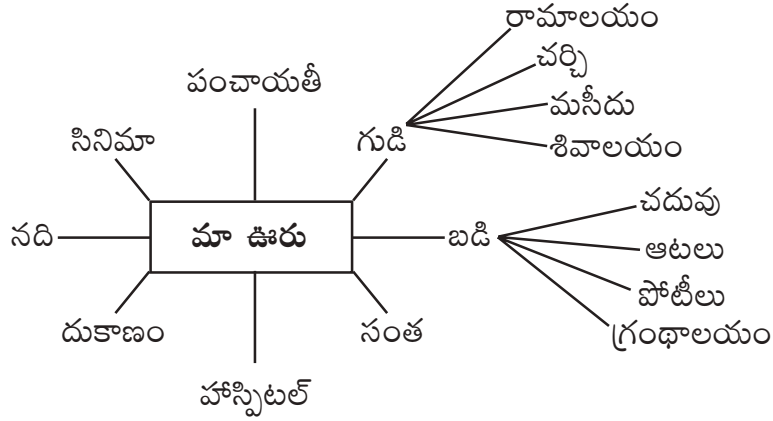 రామాలయం
చర్చి
పంచాయతీ
మసీదు
సినిమా
గుడి
శివాలయం
చదువు
నది
మా ఊరు
బడి
ఆటలు
పోటీలు
దుకాణం
సంత
గ్రంథాలయం
హాస్పిటల్